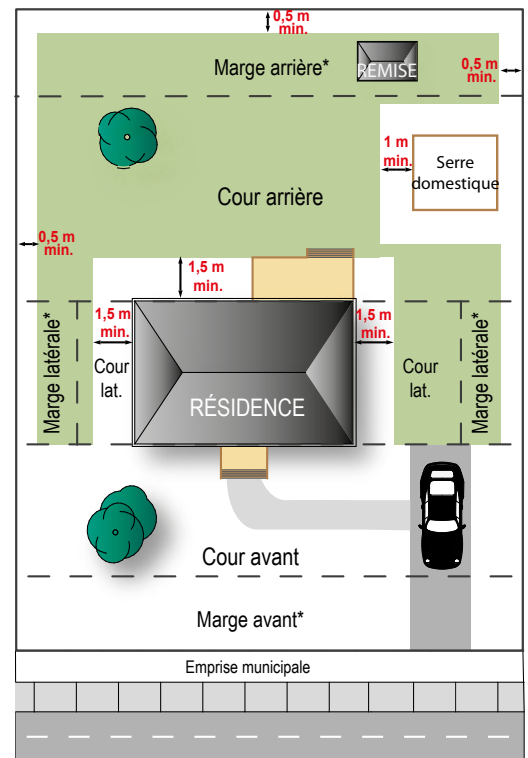 0,5 m
min.
Marge arrière*
REMISE
0,5 m
min.
1 m
min.
Serre
domestique
Cour arrière
0,5 m
min.
1,5 m
min.
1,5 m
min.
1,5 m
min.
Marge latérale*
Cour
lat.
RÉSIDENCE
Cour
lat.
Marge latérale*
Cour avant
Marge avant*
Emprise municipale